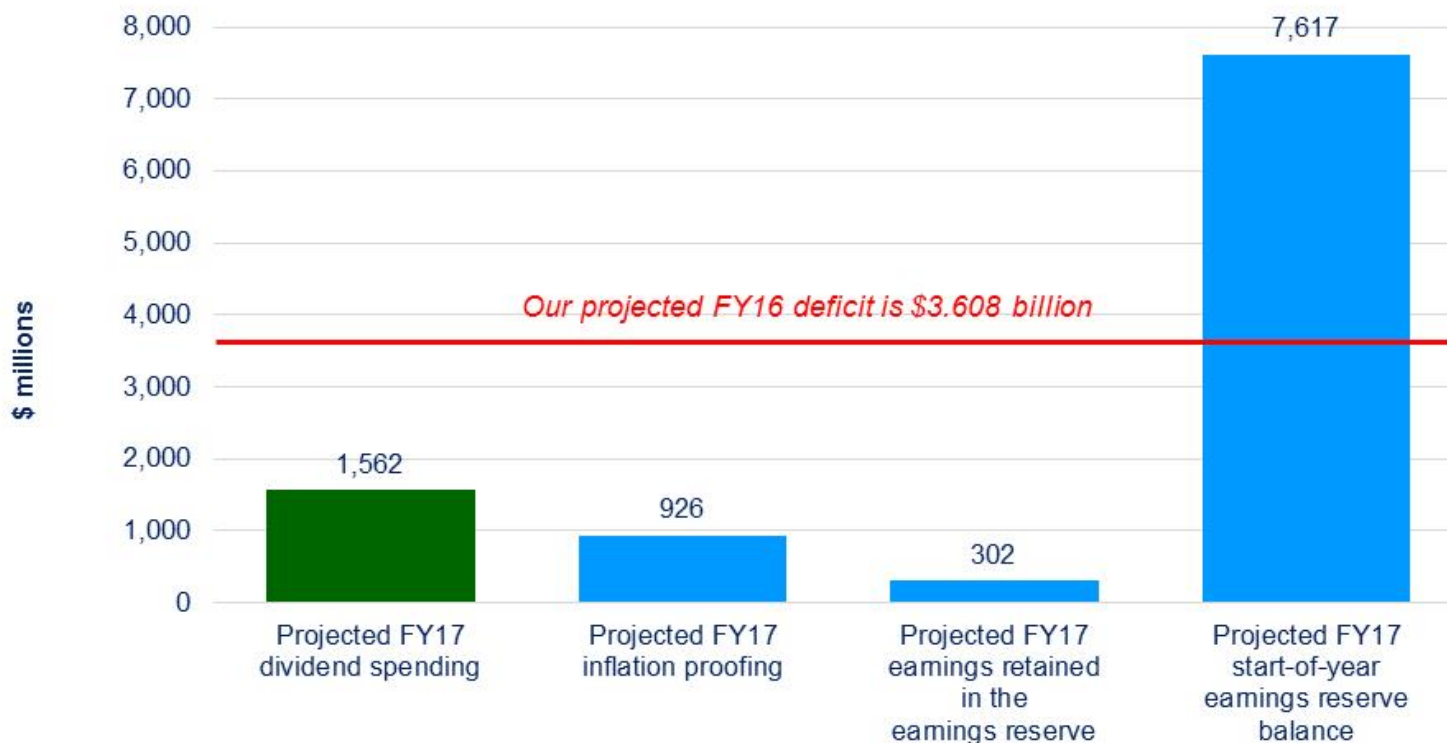 8,000
7,000
6,000
5,000
4,000
3,000
2,000
1,000
0
$ millions
7,617
Our projected FY16 deficit is $3.608 billion
1,562
926
302
Projected FY17
dividend spending
Projected FY17
inflation proofing
Projected FY17
earnings retained
in the
earnings reserve
Projected FY17
start-of-year
earnings reserve
balance